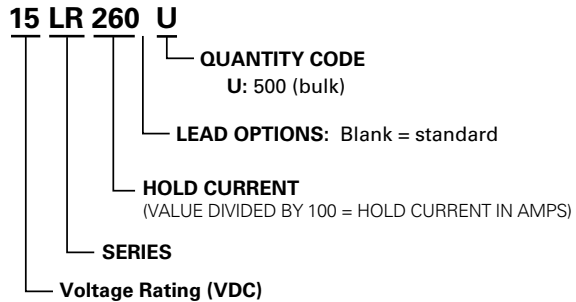 15 LR 260 U
QUANTITY CODE
U: 500 (bulk)
LEAD OPTIONS: Blank = standard
HOLD CURRENT
(VALUE DIVIDED BY 100 = HOLD CURRENT IN AMPS)
SERIES
Voltage Rating (VDC)